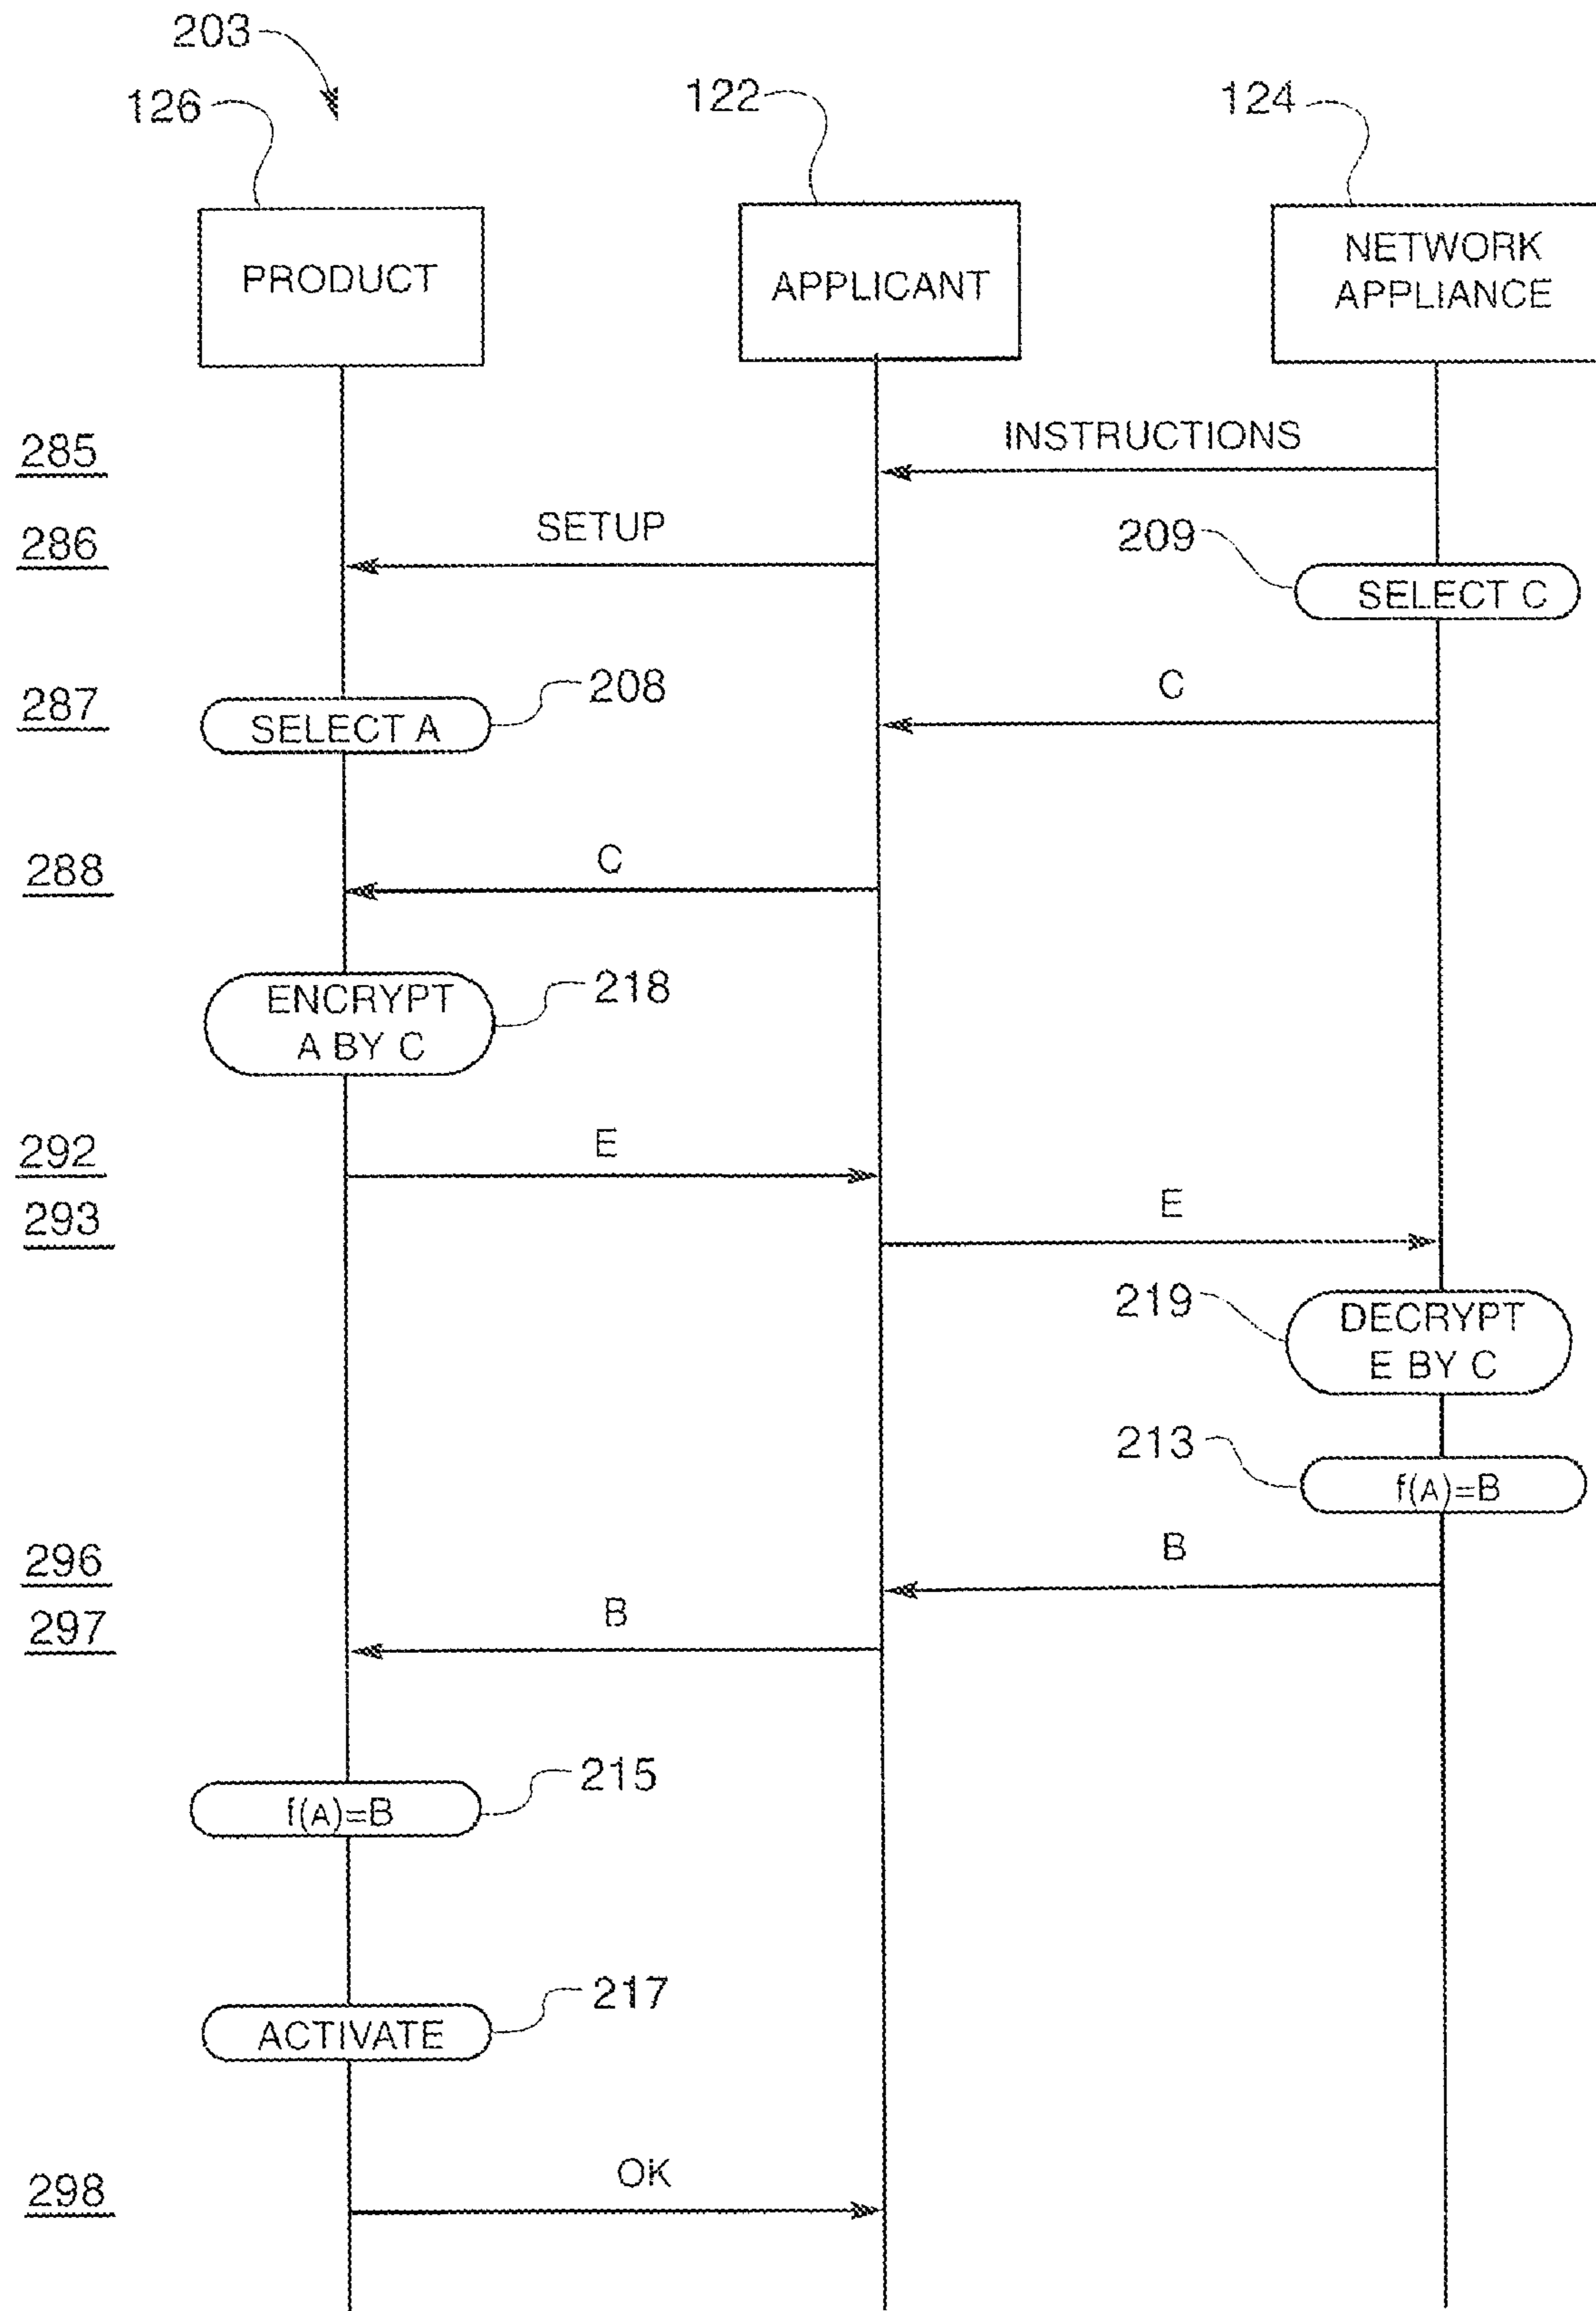 203
126
122
124
PRODUCT
APPLICANT
NETWORK
APPLIANCE
285
INSTRUCTIONS
286
SETUP
209
SELECT C
287
SELECT A
208
C
288
C
ENCRYPT
A BY C
218
292
E
293
E
219
DECRYPT
E BY C
213
f(A)=B
296
B
297
B
f(A)=B
215
ACTIVATE
217
298
OK